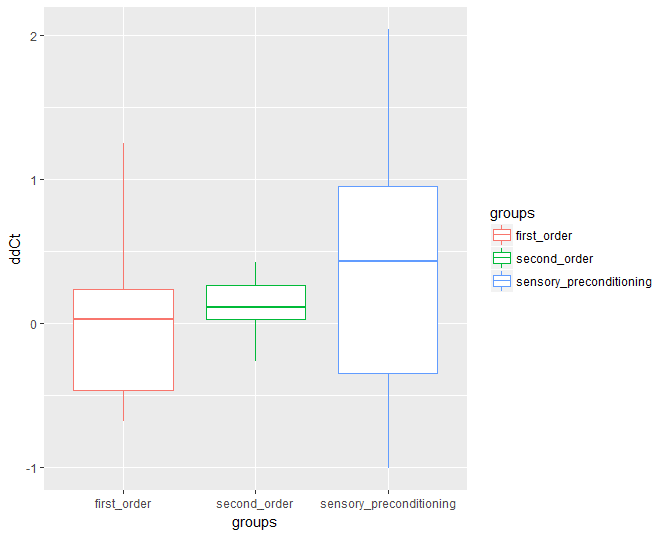 ddCt
2
1
0
-1
first_order
second_order
sensory_preconditioning
groups
groups
first_order
second_order
sensory_preconditioning